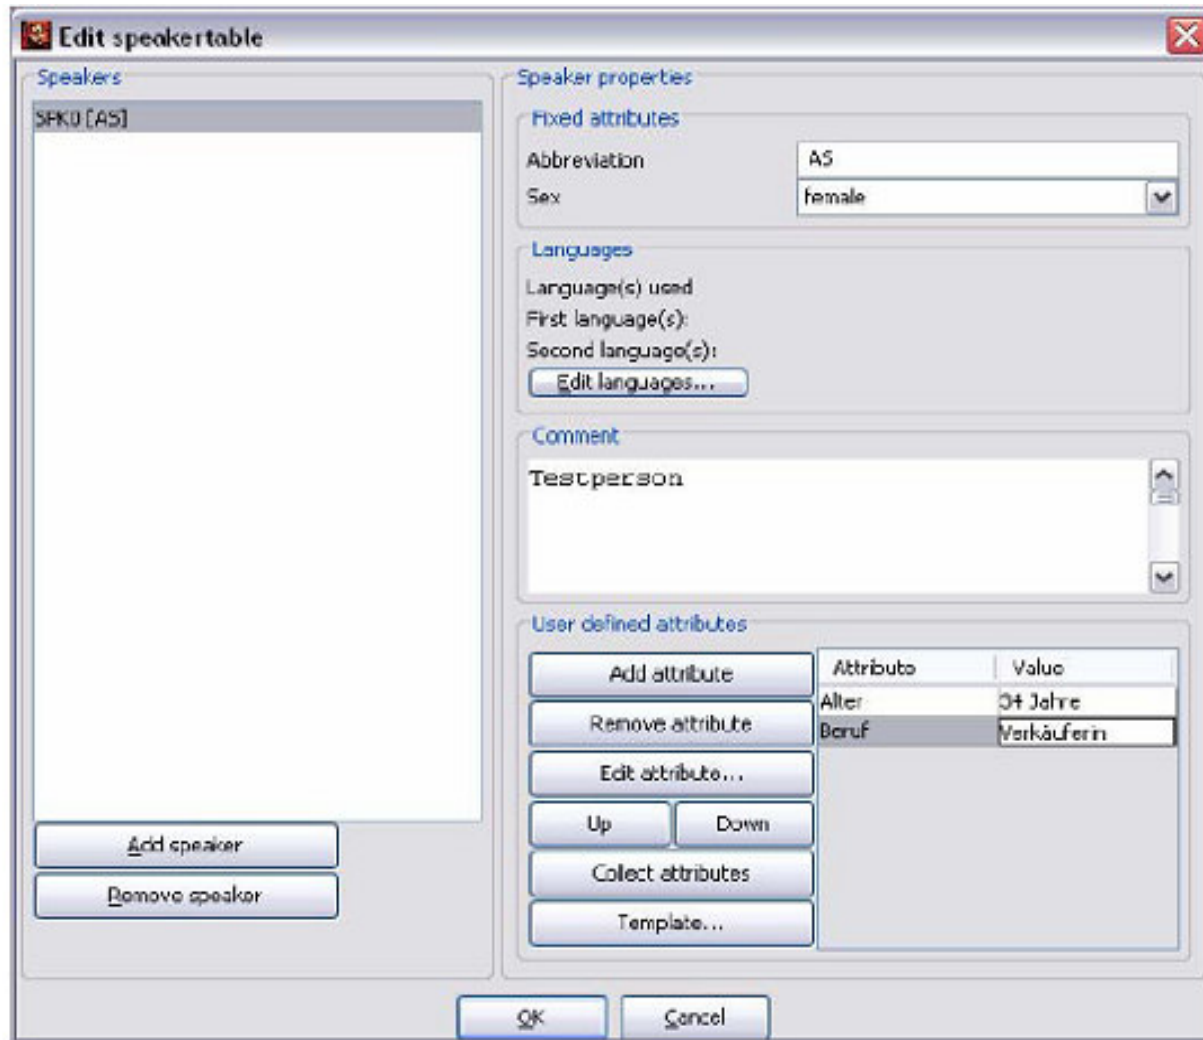 Edit speakertable
Speakers
SPK0 [AS]
Add speaker
Remove speaker
Speaker properties
Fixed attributes
Abbreviation AS
Sex female
Languages
Language(s) used
First language(s):
Second language(s):
Edit languages...
Comment
Testperson
User defined attributes
Add attribute
Remove attribute
Edit attribute...
Up Down
Collect attributes
Template...
Attribute Value
Alter 34 Jahre
Beruf Verkäuferin
OK Cancel